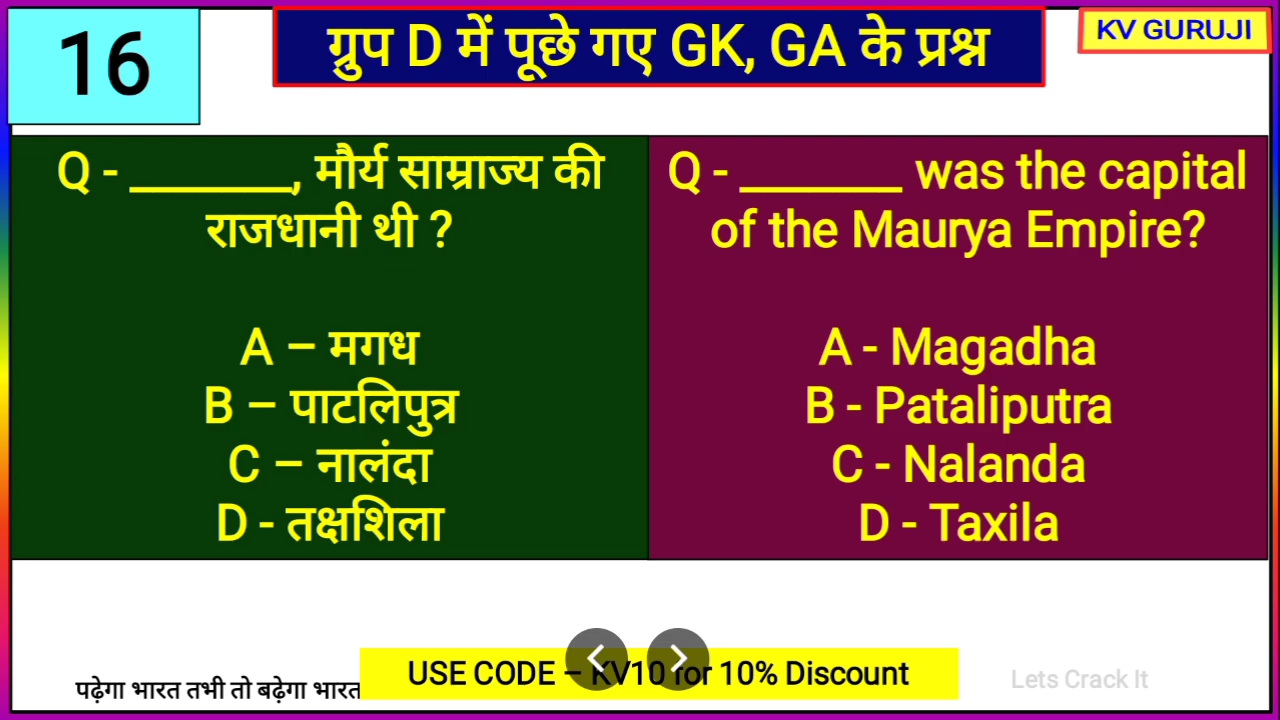 16
ग्रुप D में पूछे गए GK, GA के प्रश्न
KV GURUJI
Q - _______, मौर्य साम्राज्य की
राजधानी थी ?
A – मगध
B – पाटलिपुत्र
C – नालंदा
D - तक्षशिला
Q - _______ was the capital
of the Maurya Empire?
A - Magadha
B - Pataliputra
C - Nalanda
D - Taxila
पढ़ेगा भारत तभी तो बढ़ेगा भारत
USE CODE – KV10 for 10% Discount
Lets Crack It